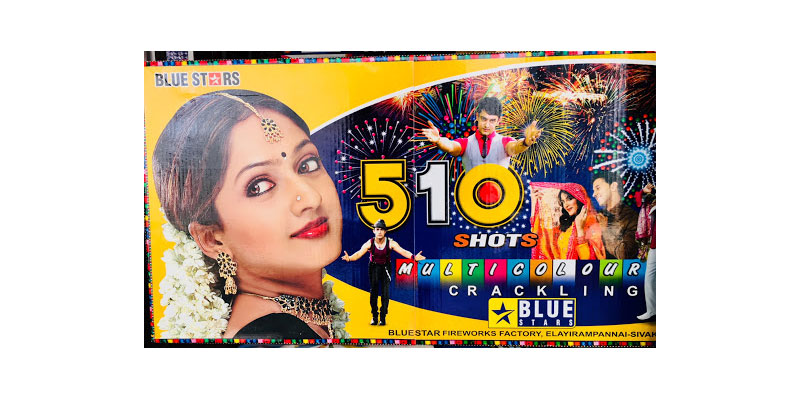 BLUE STARS
510
SHOTS
MULTICOLOUR
CRACKLING
BLUE
STARS
BLUESTAR FIREWORKS FACTORY, ELAYIRAMPANNAI-SIVAK